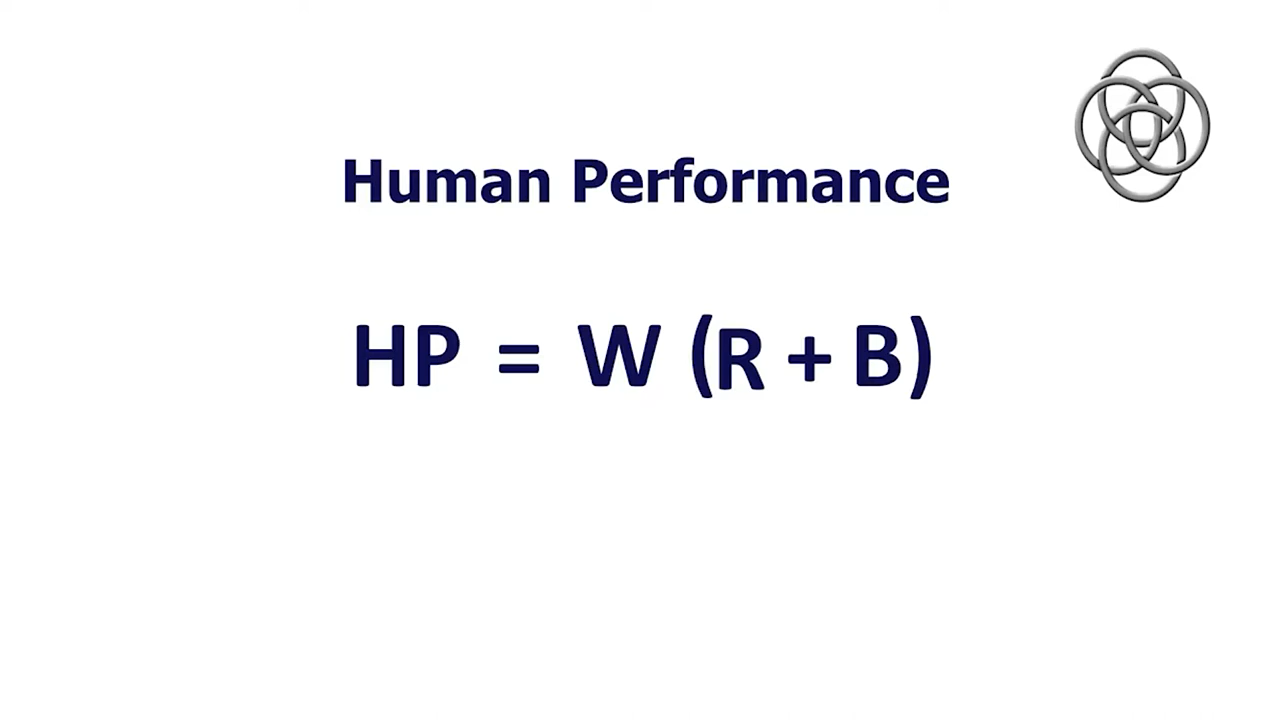 Human Performance
HP = W (R + B)